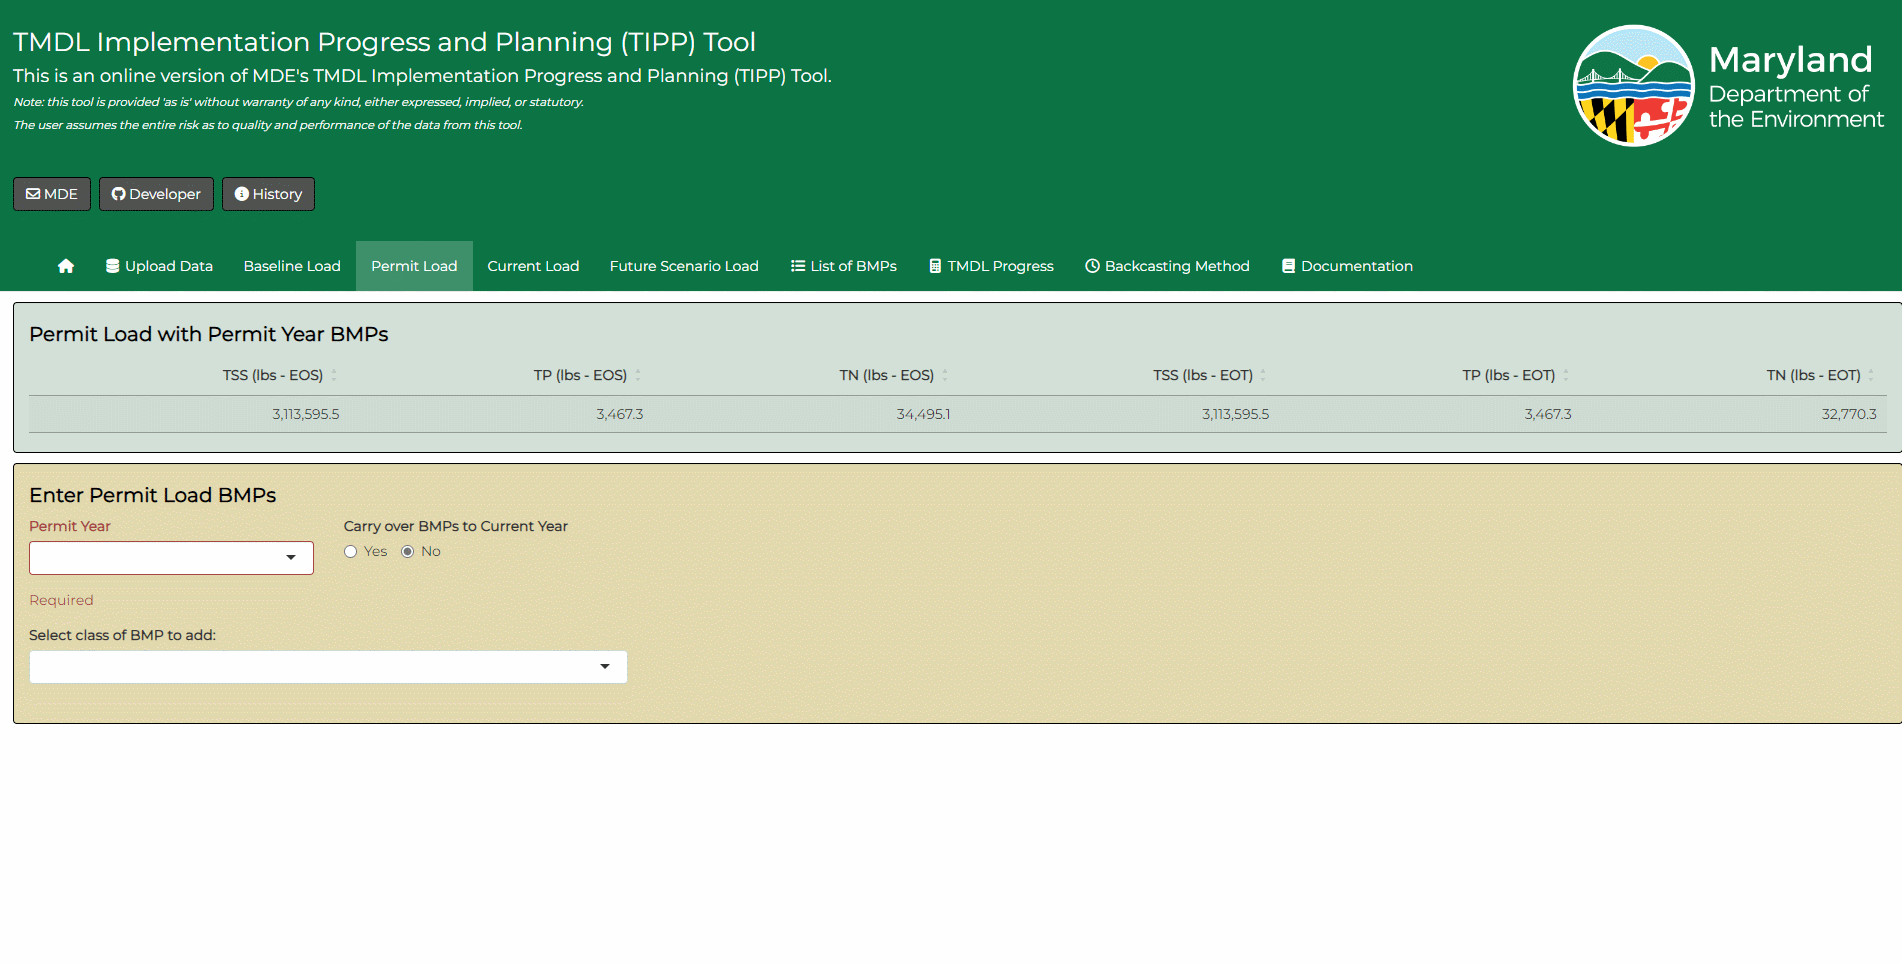 TMDL Implementation Progress and Planning (TIPP) Tool
This is an online version of MDE's TMDL Implementation Progress and Planning (TIPP) Tool.
Note: this tool is provided 'as is' without warranty of any kind, either expressed, implied, or statutory.
The user assumes the entire risk as to quality and performance of the data from this tool.
Maryland
Department of
the Environment
MDE Developer History
Upload Data Baseline Load Permit Load Current Load Future Scenario Load List of BMPs TMDL Progress Backcasting Method Documentation
Permit Load with Permit Year BMPs
TSS (lbs - EOS) TP (lbs - EOS) TN (lbs - EOS) TSS (lbs - EOT) TP (lbs - EOT) TN (lbs - EOT)
3,113,595.5 3,467.3 34,495.1 3,113,595.5 3,467.3 32,770.3
Enter Permit Load BMPs
Permit Year Carry over BMPs to Current Year
Yes No
Required
Select class of BMP to add: